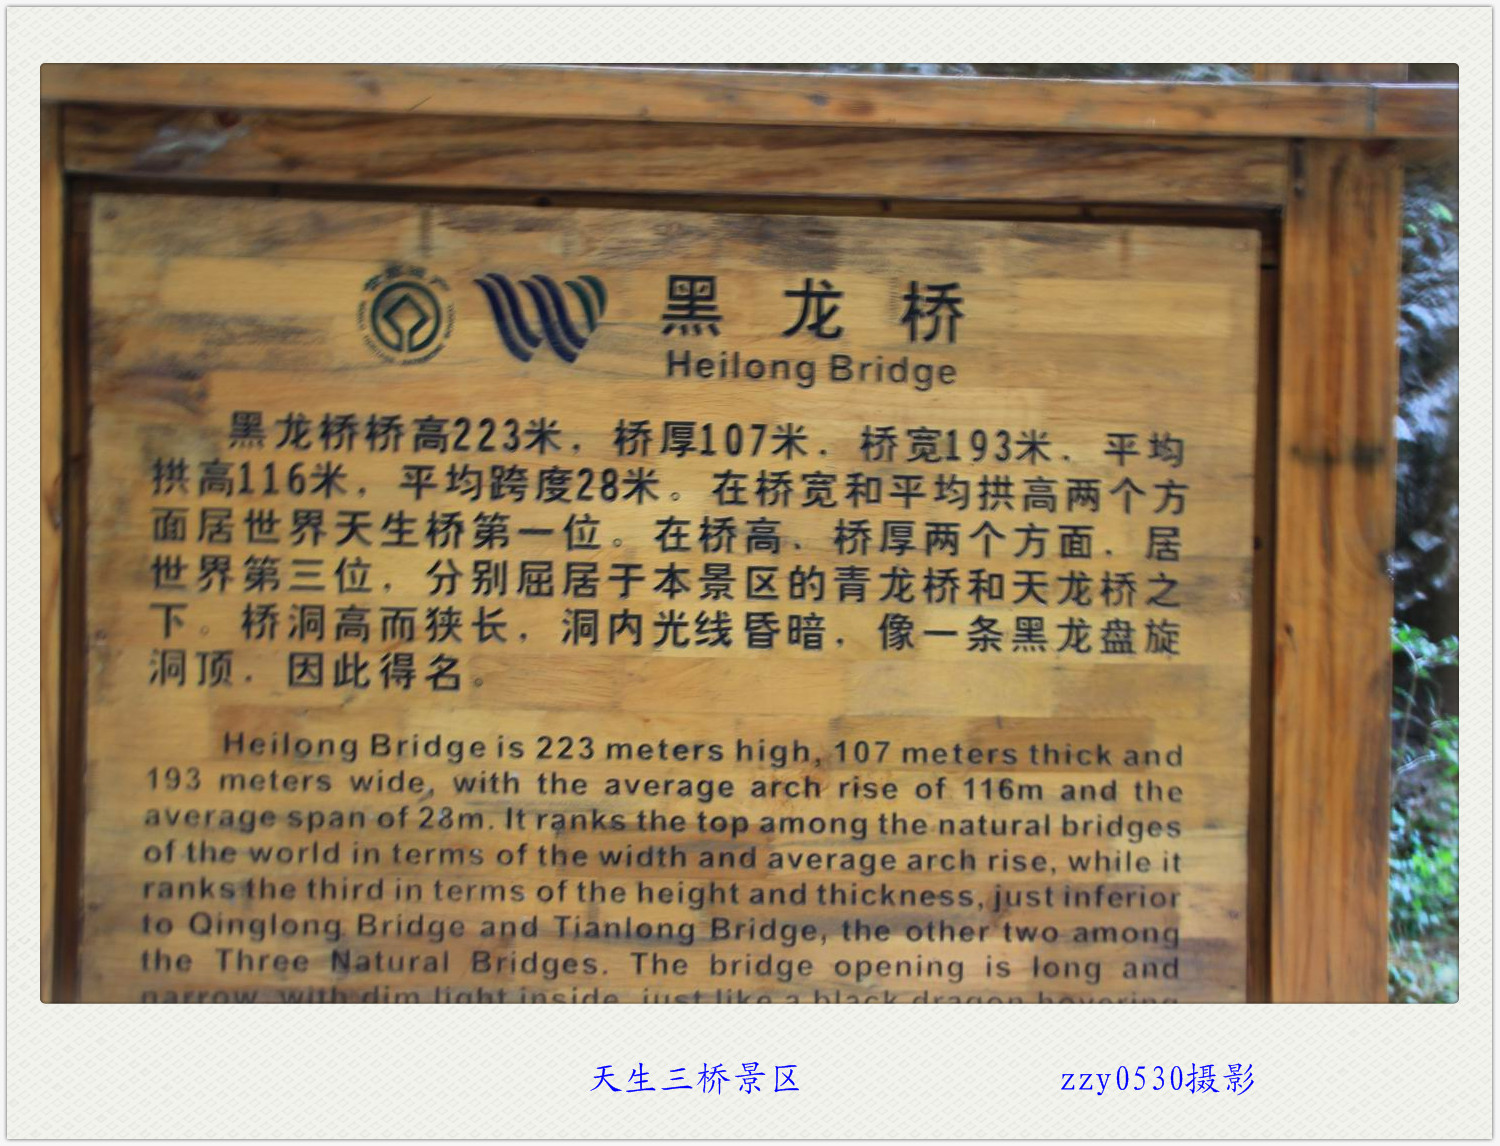 黑龙桥
Heilong Bridge
黑龙桥桥高223米，桥厚107米．桥宽193米．平均
拱高116米，平均跨度28米。在桥宽和平均拱高两个方
面居世界天生桥第一位。在桥高、桥厚两个方面．居
世界第三位，分别屈居于本景区的青龙桥和天龙桥之
下。桥洞高而狭长，洞内光线昏暗，像一条黑龙盘旋
洞顶．因此得名。
Heilong Bridge is 223 meters high, 107 meters thick and
193 meters wide, with the average arch rise of 116m and the
average span of 28m. It ranks the top among the natural bridges
of the world in terms of the width and average arch rise, while it
ranks the third in terms of the height and thickness, just inferior
to Qinglong Bridge and Tianlong Bridge, the other two among
the Three Natural Bridges. The bridge opening is long and
narrow, with dim light inside, just like a black dragon hovering
天生三桥景区 zzy0530摄影